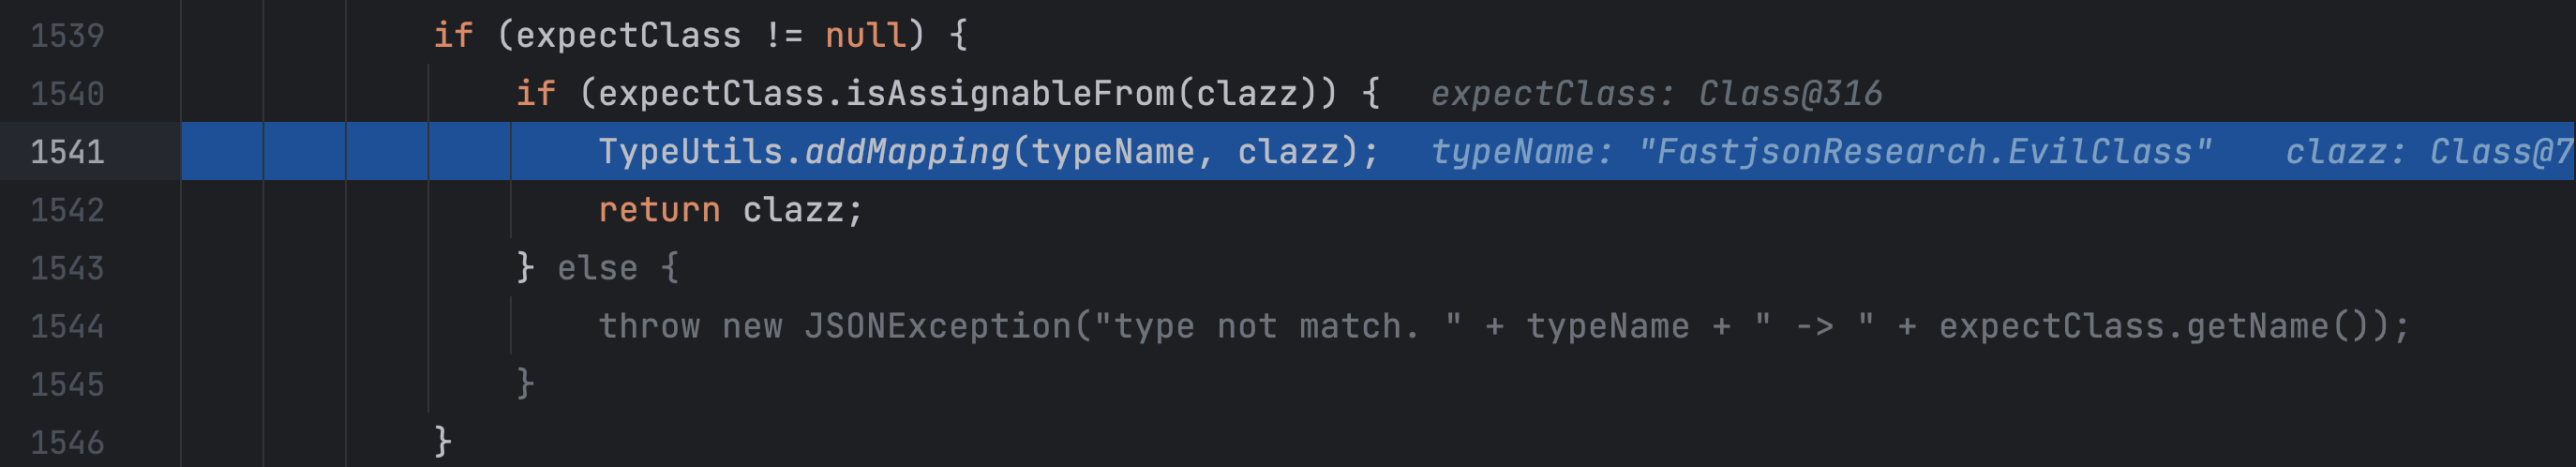 1539 if (expectClass != null) {
1540 if (expectClass.isAssignableFrom(clazz)) { expectClass: Class@316
1541 TypeUtils.addMapping(typeName, clazz); typeName: "FastjsonResearch.EvilClass" clazz: Class@7
1542 return clazz;
1543 } else {
1544 throw new JSONException("type not match. " + typeName + " -> " + expectClass.getName());
1545 }
1546 }